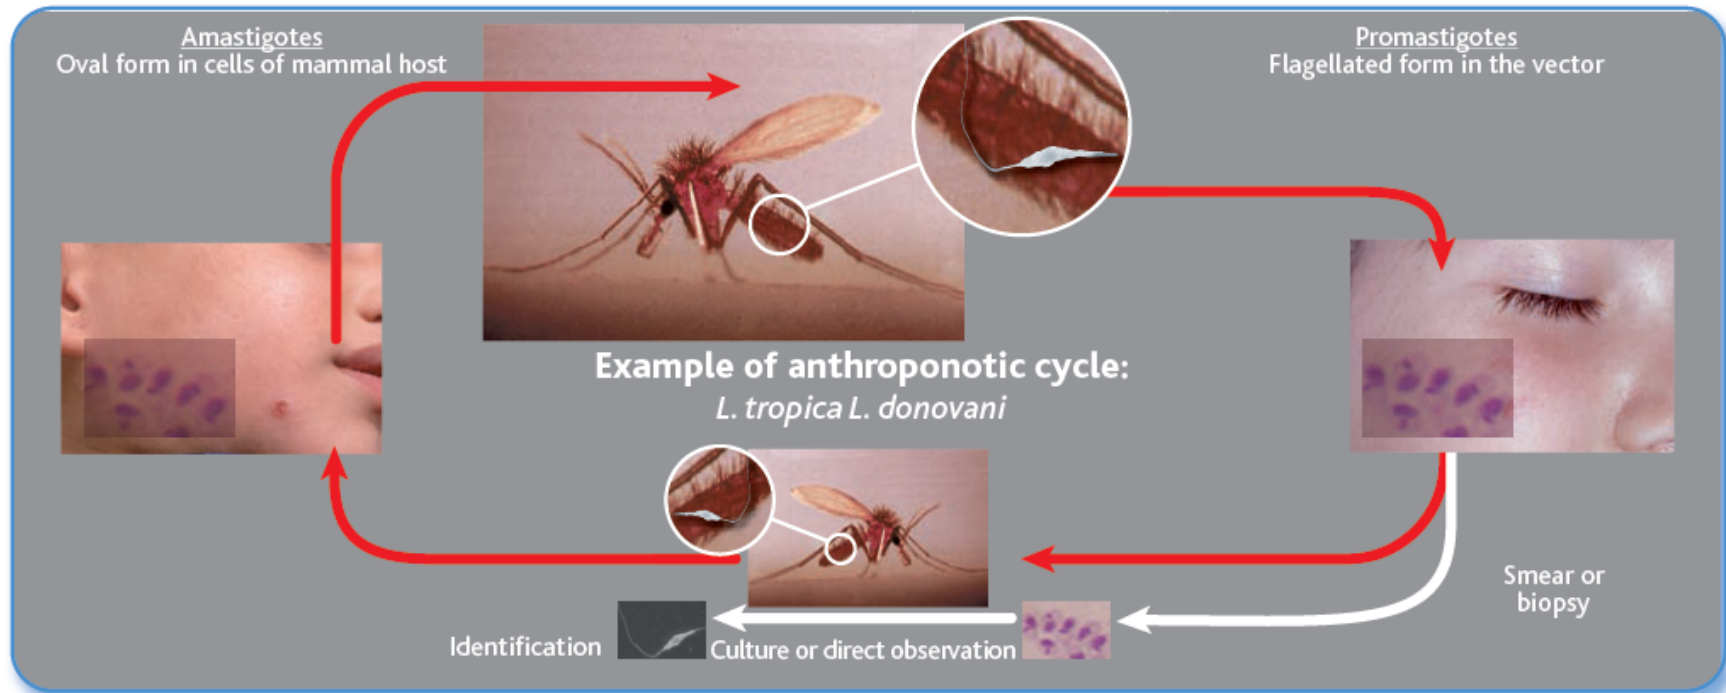 Amastigotes
Oval form in cells of mammal host
Promastigotes
Flagellated form in the vector
Example of anthroponotic cycle:
L. tropica L. donovani
Smear or
biopsy
Identification
Culture or direct observation